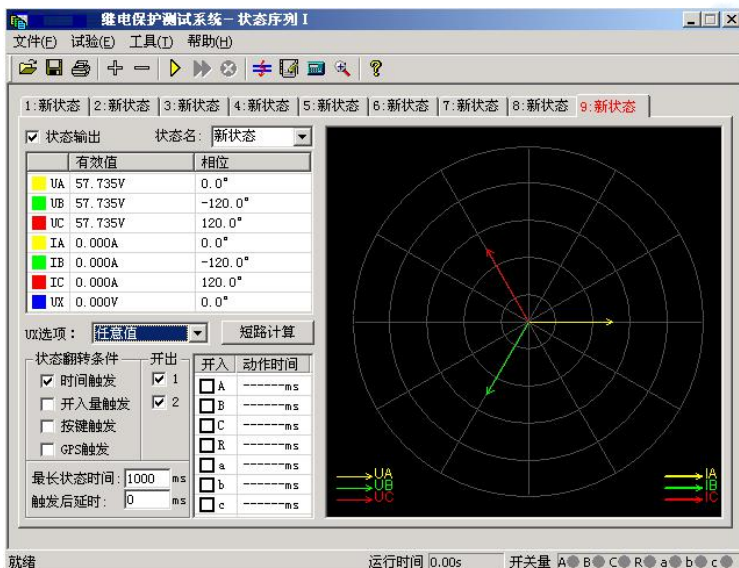 继电保护测试系统-状态序列 I
文件(F) 试验(E) 工具(T) 帮助(H)
1:新状态 2:新状态 3:新状态 4:新状态 5:新状态 6:新状态 7:新状态 8:新状态 9:新状态
状态输出 状态名: 新状态
有效值 相位
UA 57.735V 0.0°
UB 57.735V -120.0°
UC 57.735V 120.0°
IA 0.000A 0.0°
IB 0.000A -120.0°
IC 0.000A 120.0°
UX 0.000V 0.0°
UX选项: 任意值 短路计算
状态翻转条件 开出 开入 动作时间
时间触发 1 A ------ms
开入量触发 2 B ------ms
按键触发 C ------ms
GPS触发 R ------ms
a ------ms
最长状态时间: 1000 ms b ------ms
触发后延时: 0 ms c ------ms
UA IA
UB IB
UC IC
就绪 运行时间 0.00s 开关量 A B C R a b c